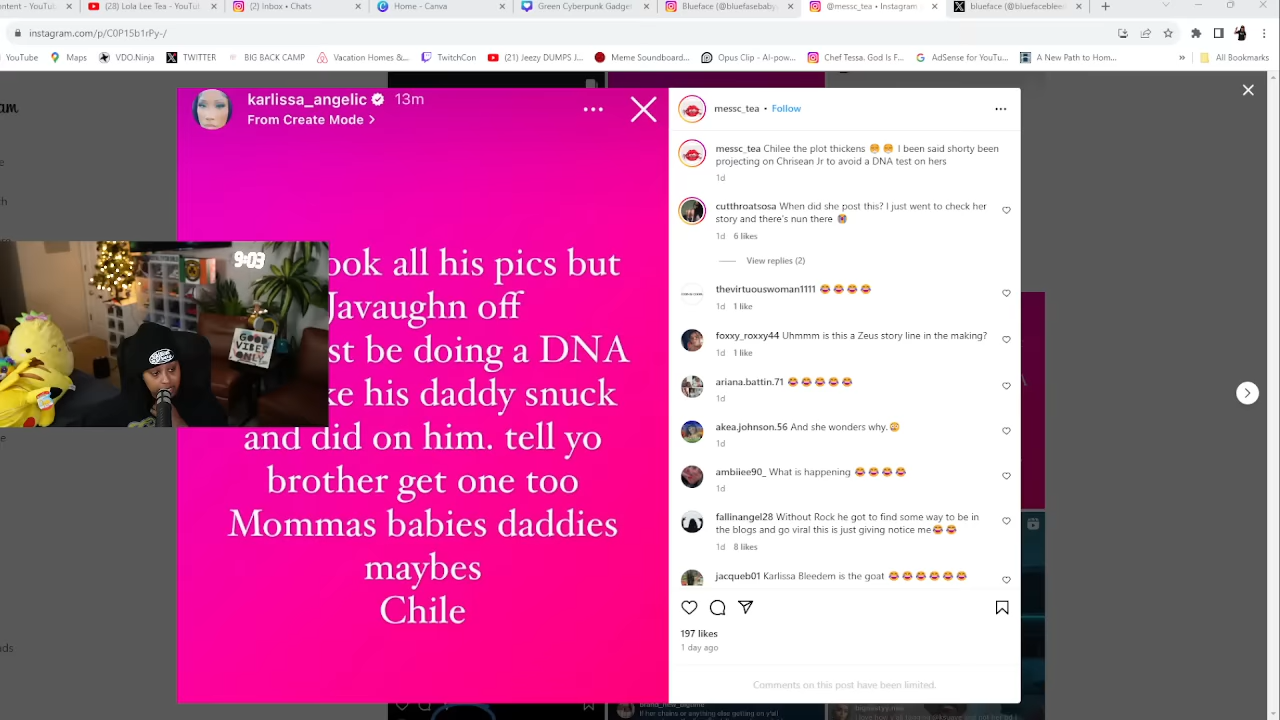 ntent - YouTu
(28) Lola Lee Tea - YouT
(2) Inbox • Chats
Home - Canva
Green Cyberpunk Gadget
Blueface (@bluefasebaby
@messc_tea • Instagram
blueface (@bluefacebleed
instagram.com/p/C0P15b1rPy-/
YouTube
Maps
VDO.Ninja
TWITTER
BIG BACK CAMP
Vacation Homes &...
TwitchCon
(21) Jeezy DUMPS J...
Meme Soundboard...
Opus Clip - AI-pow...
Chef Tessa. God Is F...
AdSense for YouTu...
A New Path to Hom...
»
All Bookmarks
karlissa_angelic 13m
From Create Mode >
ook all his pics but
Javaughn off
st be doing a DNA
ke his daddy snuck
and did on him. tell yo
brother get one too
Mommas babies daddies
maybes
Chile
9:03
GOOD
VIBES
ONLY
messc_tea • Follow
messc_tea Chilee the plot thickens I been said shorty been
projecting on Chrisean Jr to avoid a DNA test on hers
1d
cutthroatsosa When did she post this? I just went to check her
story and there's nun there
1d 6 likes
View replies (2)
thevirtuouswoman1111 😂😂😂😂
1d 1 like
foxxy_roxxy44 Uhmmm is this a Zeus story line in the making?
1d 1 like
ariana.battin.71 😂😂😂😂😂
1d
akea.johnson.56 And she wonders why.
1d
ambiiee90_ What is happening 😂😂😂😂
1d
fallinangel28 Without Rock he got to find some way to be in
the blogs and go viral this is just giving notice me😂😂
1d 8 likes
jacqueb01 Karlissa Bleedem is the goat 😂😂😂😂😂😂
197 likes
1 day ago
Comments on this post have been limited.